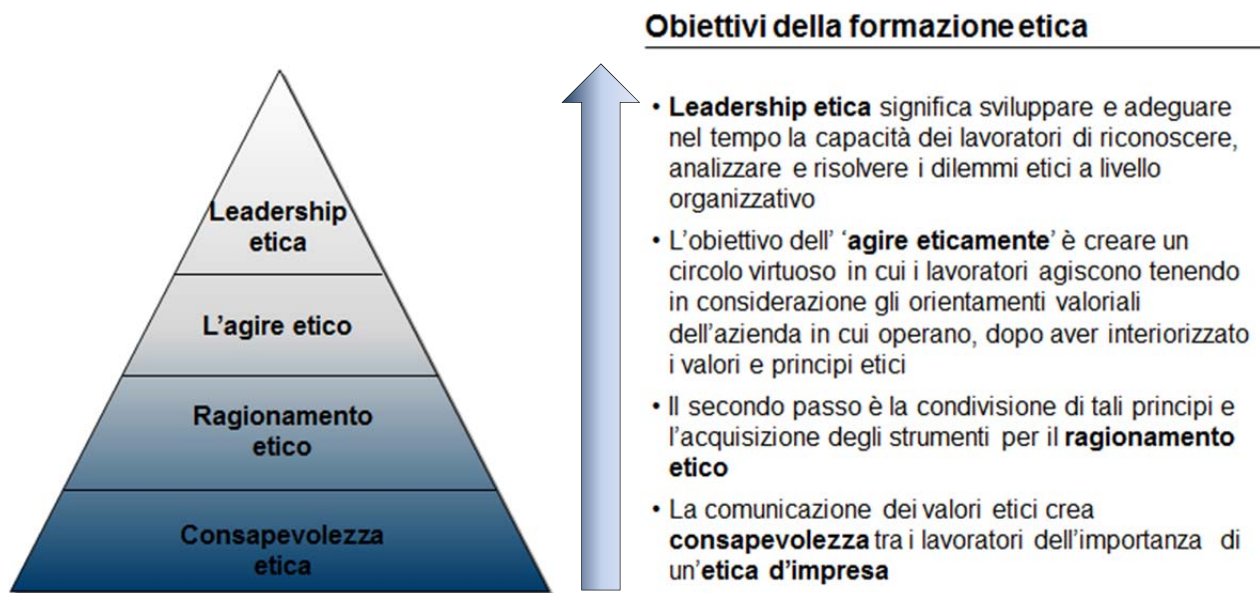 Obiettivi della formazione etica
Leadership
etica
L'agire etico
Ragionamento
etico
Consapevolezza
etica
• Leadership etica significa sviluppare e adeguare
nel tempo la capacità dei lavoratori di riconoscere,
analizzare e risolvere i dilemmi etici a livello
organizzativo
• L'obiettivo dell' 'agire eticamente' è creare un
circolo virtuoso in cui i lavoratori agiscono tenendo
in considerazione gli orientamenti valoriali
dell'azienda in cui operano, dopo aver interiorizzato
i valori e principi etici
• Il secondo passo è la condivisione di tali principi e
l'acquisizione degli strumenti per il ragionamento
etico
• La comunicazione dei valori etici crea
consapevolezza tra i lavoratori dell'importanza di
un'etica d'impresa